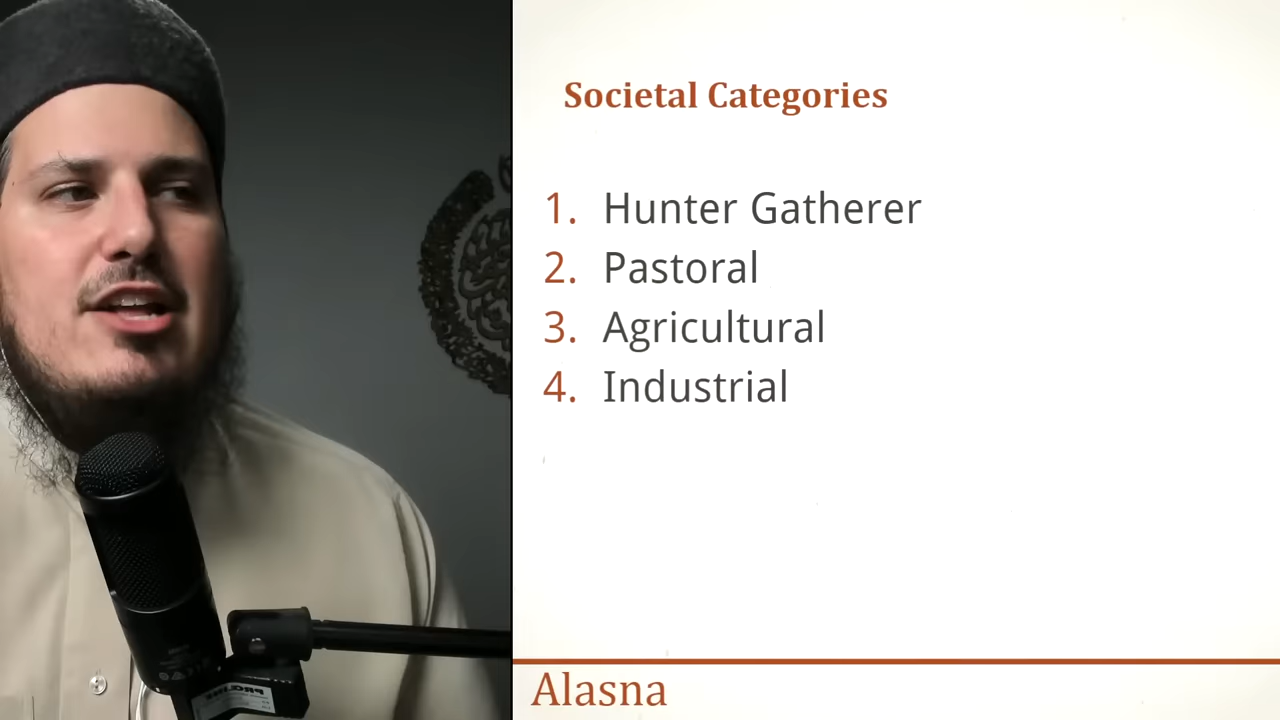 Societal Categories
1. Hunter Gatherer
2. Pastoral
3. Agricultural
4. Industrial
Alasna